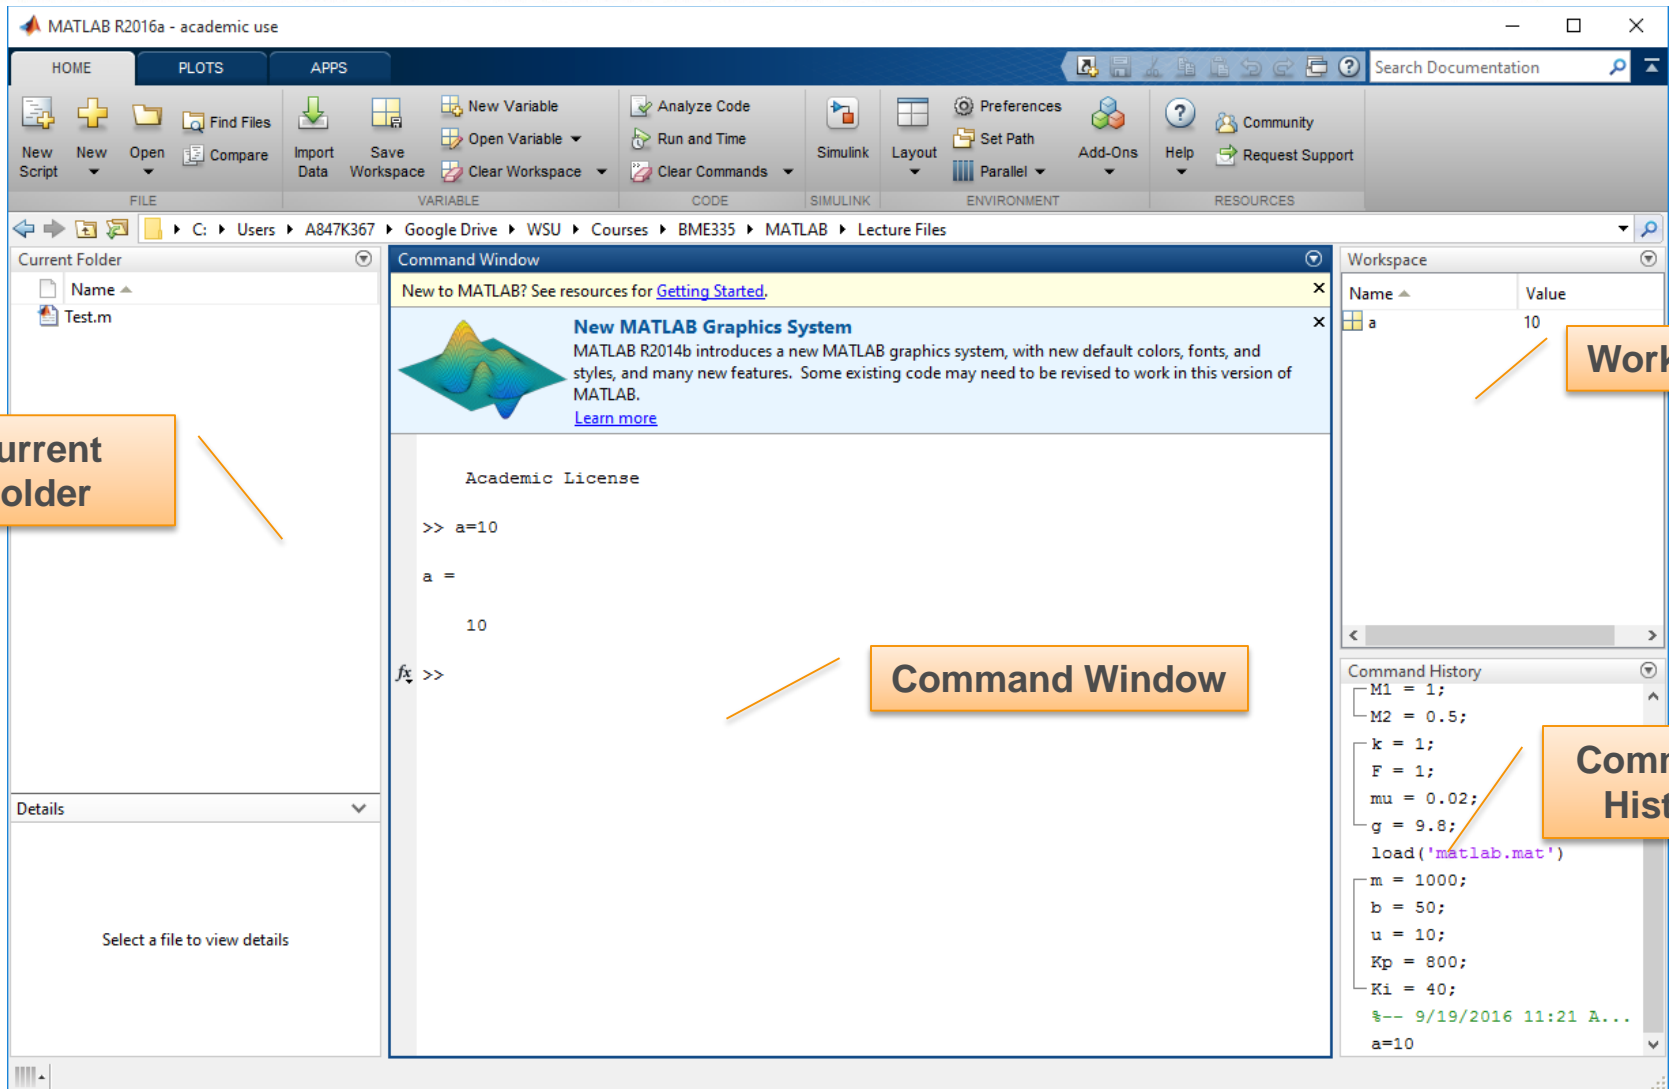 MATLAB R2016a - academic use
HOME PLOTS APPS Search Documentation
New Script
New
Open
Find Files
Compare
Import Data
Save Workspace
New Variable
Open Variable
Clear Workspace
Analyze Code
Run and Time
Clear Commands
Simulink
Layout
Preferences
Set Path
Parallel
Add-Ons
Help
Community
Request Support
FILE VARIABLE CODE SIMULINK ENVIRONMENT RESOURCES
C: Users A847K367 Google Drive WSU Courses BME335 MATLAB Lecture Files
Current Folder
Name
Test.m
urrent
older
Details
Select a file to view details
Command Window
New to MATLAB? See resources for Getting Started.
New MATLAB Graphics System
MATLAB R2014b introduces a new MATLAB graphics system, with new default colors, fonts, and
styles, and many new features. Some existing code may need to be revised to work in this version of
MATLAB.
Learn more
Academic License
>> a=10
a =
10
fx >>
Command Window
Workspace
Name Value
a 10
Work
Command History
M1 = 1;
M2 = 0.5;
k = 1;
F = 1;
mu = 0.02;
g = 9.8;
load('matlab.mat')
m = 1000;
b = 50;
u = 10;
Kp = 800;
Ki = 40;
%-- 9/19/2016 11:21 A...
a=10
Comm
Hist